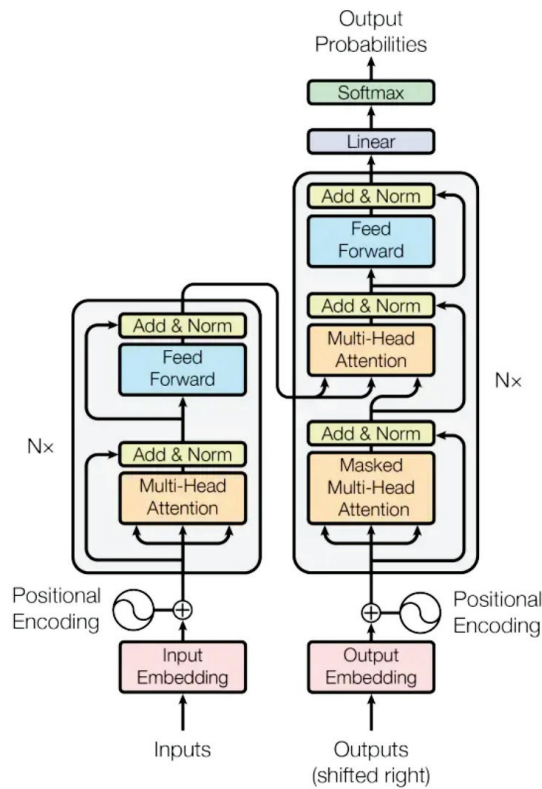 Output
Probabilities
Softmax
Linear
Add & Norm
Feed
Forward
Add & Norm
Multi-Head
Attention
Nx
Add & Norm
Masked
Multi-Head
Attention
Positional
Encoding
Output
Embedding
Outputs
(shifted right)
Add & Norm
Feed
Forward
Nx
Add & Norm
Multi-Head
Attention
Positional
Encoding
Input
Embedding
Inputs